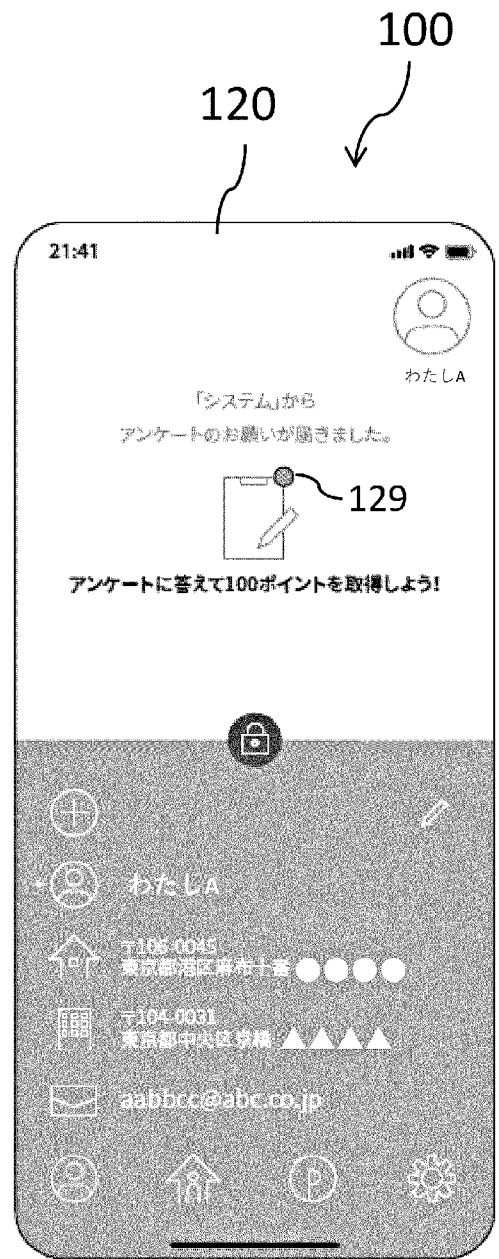 100
120
21:41
わたしA
「システム」から
アンケートのお願いが届きました。
129
アンケートに答えて100ポイントを取得しよう!
わたしA
〒106-0045
東京都港区麻布十番 ●●●●
〒104-0031
東京都中央区京橋 ▲▲▲▲
aabbcc@abc.co.jp
P